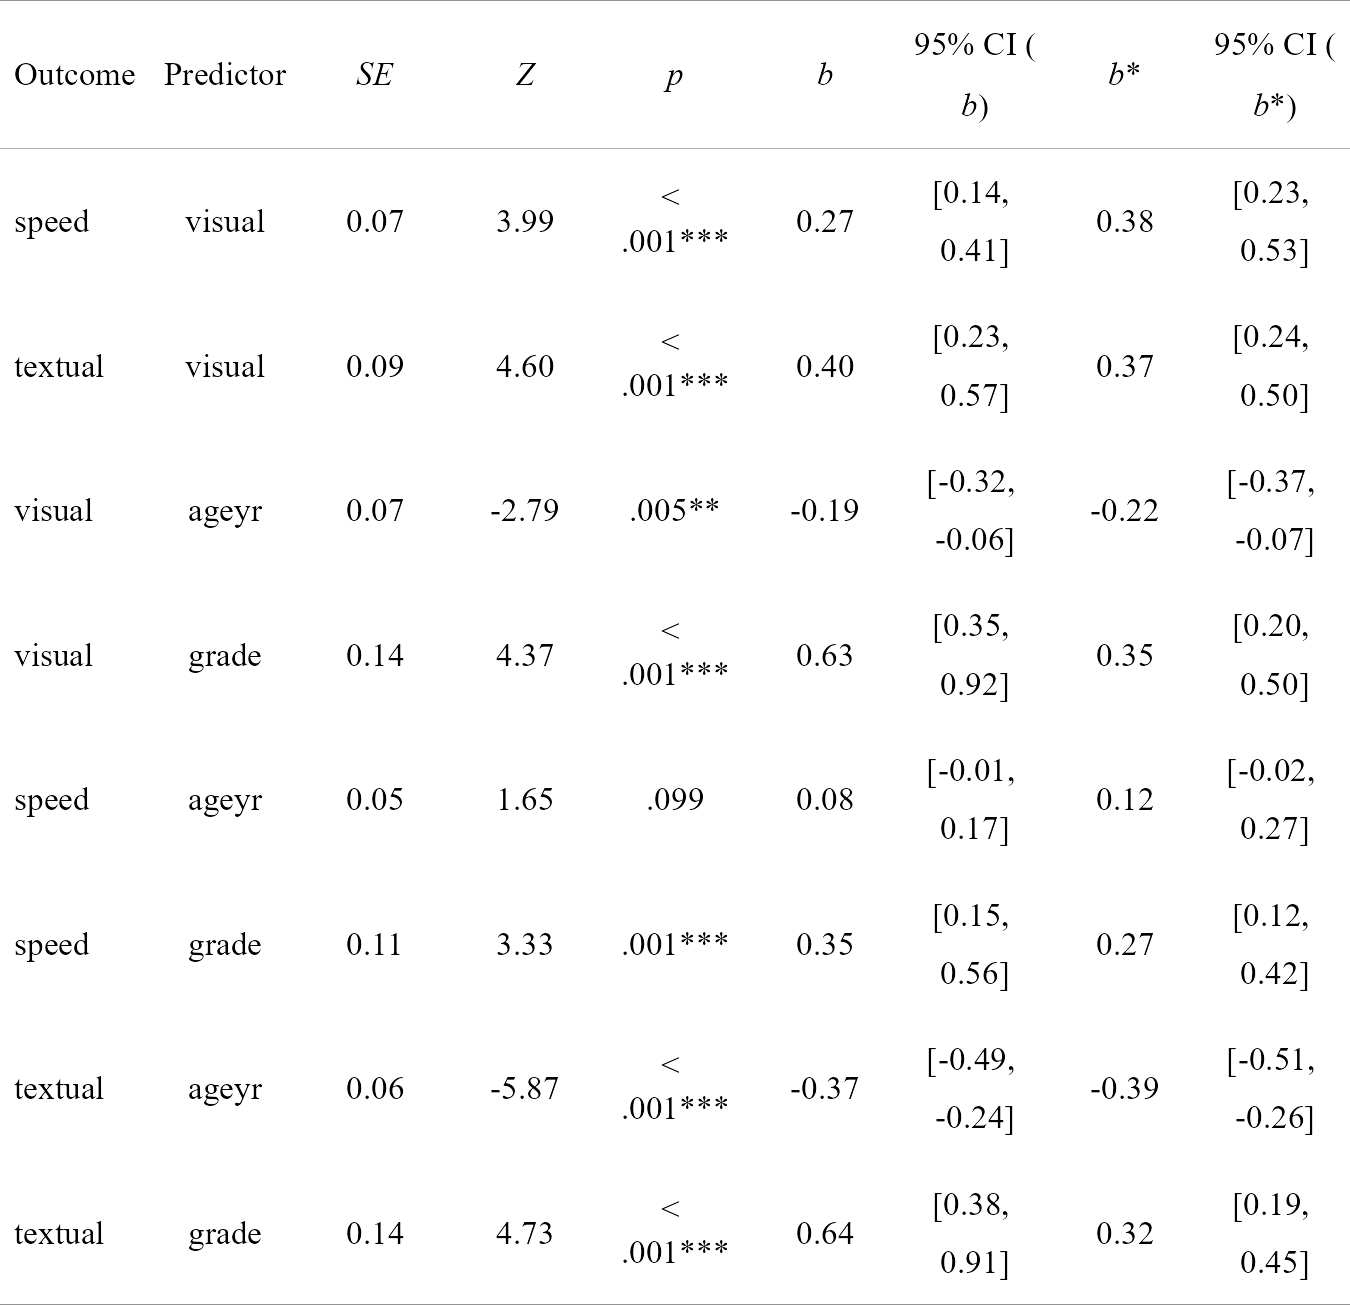 Outcome Predictor SE Z p b 95% CI ( b) b* 95% CI ( b*)
speed visual 0.07 3.99 < .001*** 0.27 [0.14, 0.41] 0.38 [0.23, 0.53]
textual visual 0.09 4.60 < .001*** 0.40 [0.23, 0.57] 0.37 [0.24, 0.50]
visual ageyr 0.07 -2.79 .005** -0.19 [-0.32, -0.06] -0.22 [-0.37, -0.07]
visual grade 0.14 4.37 < .001*** 0.63 [0.35, 0.92] 0.35 [0.20, 0.50]
speed ageyr 0.05 1.65 .099 0.08 [-0.01, 0.17] 0.12 [-0.02, 0.27]
speed grade 0.11 3.33 .001*** 0.35 [0.15, 0.56] 0.27 [0.12, 0.42]
textual ageyr 0.06 -5.87 < .001*** -0.37 [-0.49, -0.24] -0.39 [-0.51, -0.26]
textual grade 0.14 4.73 < .001*** 0.64 [0.38, 0.91] 0.32 [0.19, 0.45]